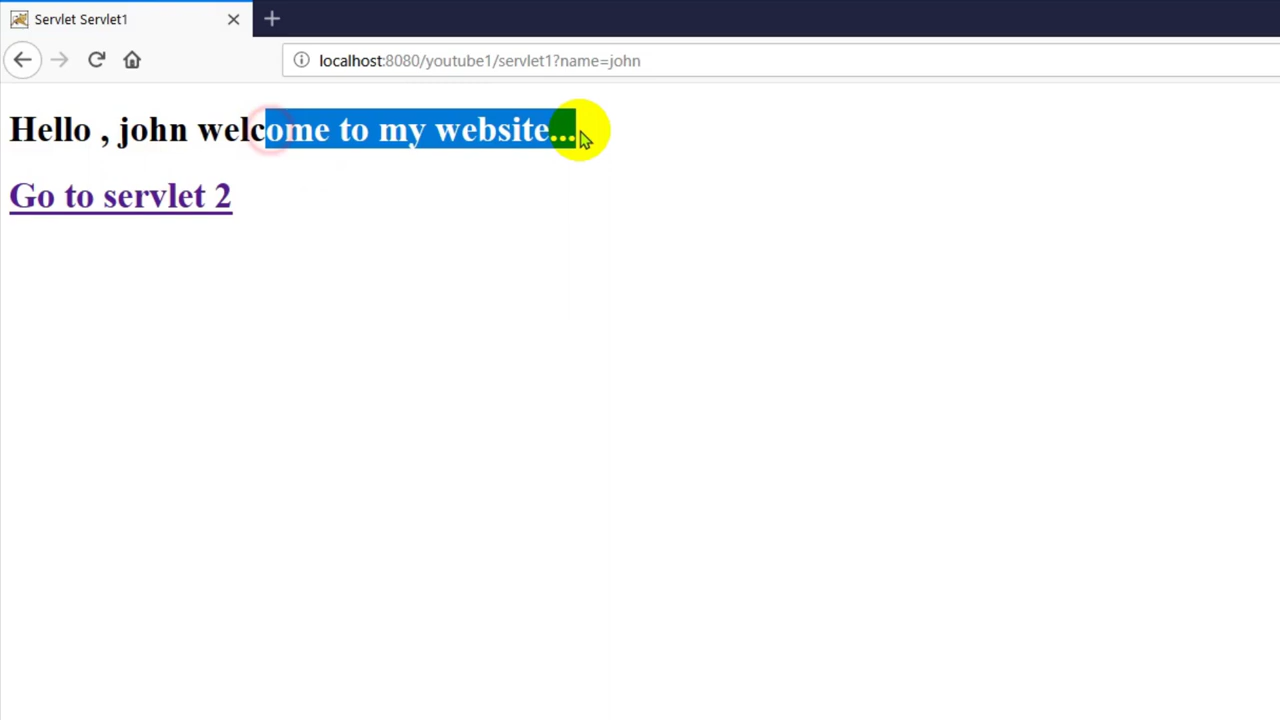 Servlet Servlet1
localhost:8080/youtube1/servlet1?name=john
Hello , john welcome to my website...
Go to servlet 2